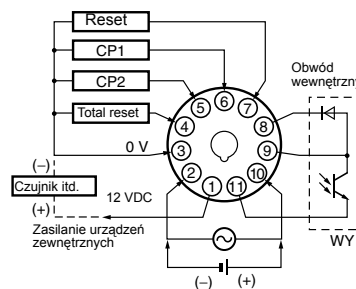 Reset
CP1
CP2
Total reset
0 V
(−)
Czujnik itd.
(+)
12 VDC
Zasilanie urządzeń
zewnętrznych
6
5
7
4
8
3
9
2
10
1
11
(−)
(+)
Obwód
wewnętrzny
WY